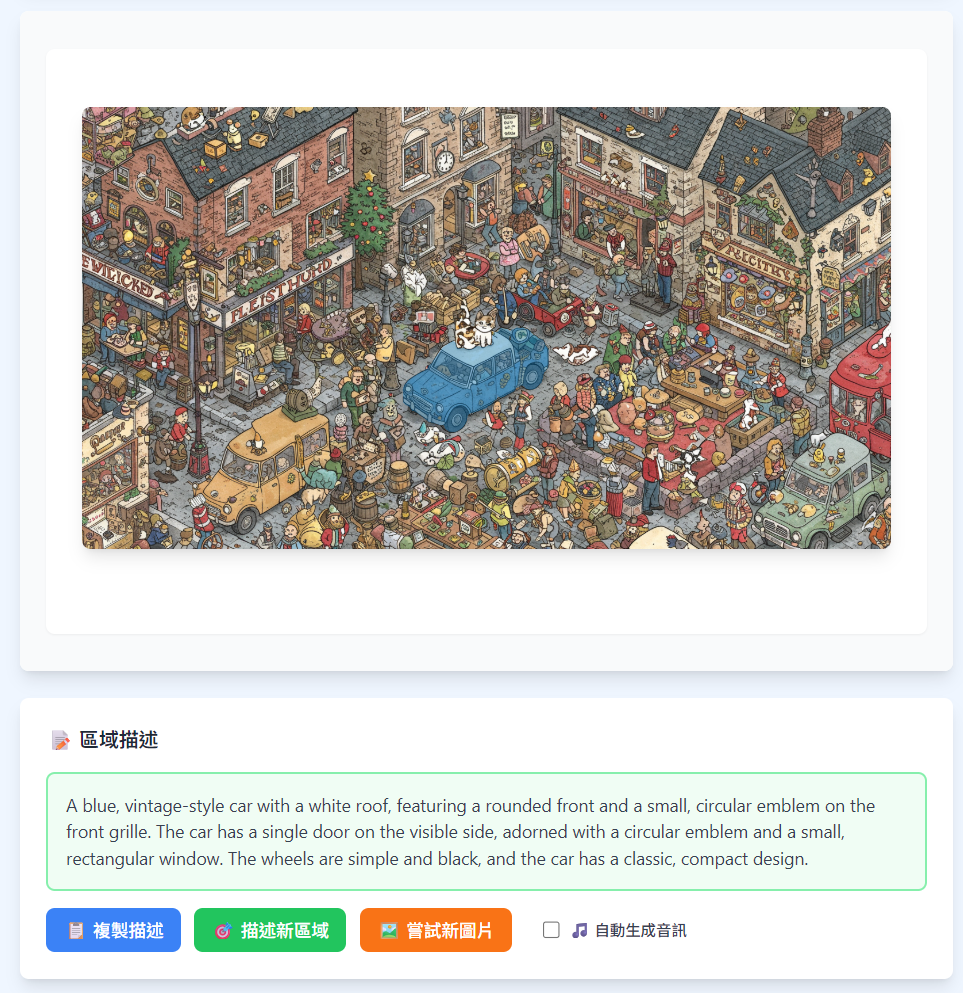 EWILICKED
PLEISTHURD
📝 區域描述
A blue, vintage-style car with a white roof, featuring a rounded front and a small, circular emblem on the
front grille. The car has a single door on the visible side, adorned with a circular emblem and a small,
rectangular window. The wheels are simple and black, and the car has a classic, compact design.
📋 複製描述
🎯 描述新區域
🖼️ 嘗試新圖片
🎵 自動生成音訊